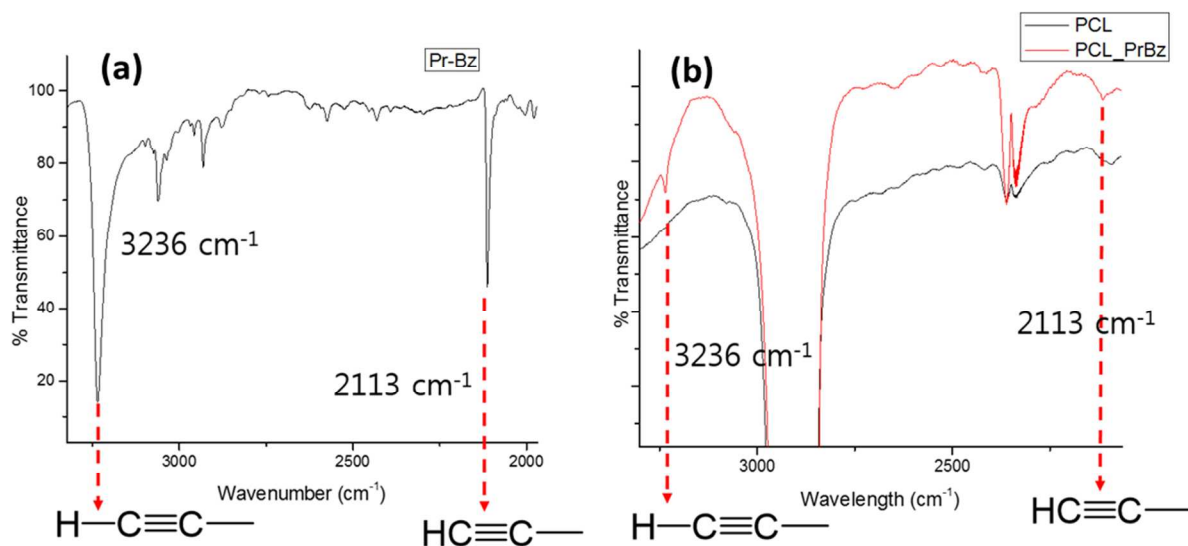 (a)
Pr-Bz
% Transmittance
100
80
60
40
20
3236 cm⁻¹
2113 cm⁻¹
3000
2500
2000
Wavenumber (cm⁻¹)
H—C≡C—
HC≡C—
(b)
PCL
PCL_PrBz
% Transmittance
3236 cm⁻¹
2113 cm⁻¹
3000
2500
Wavelength (cm⁻¹)
H—C≡C—
HC≡C—